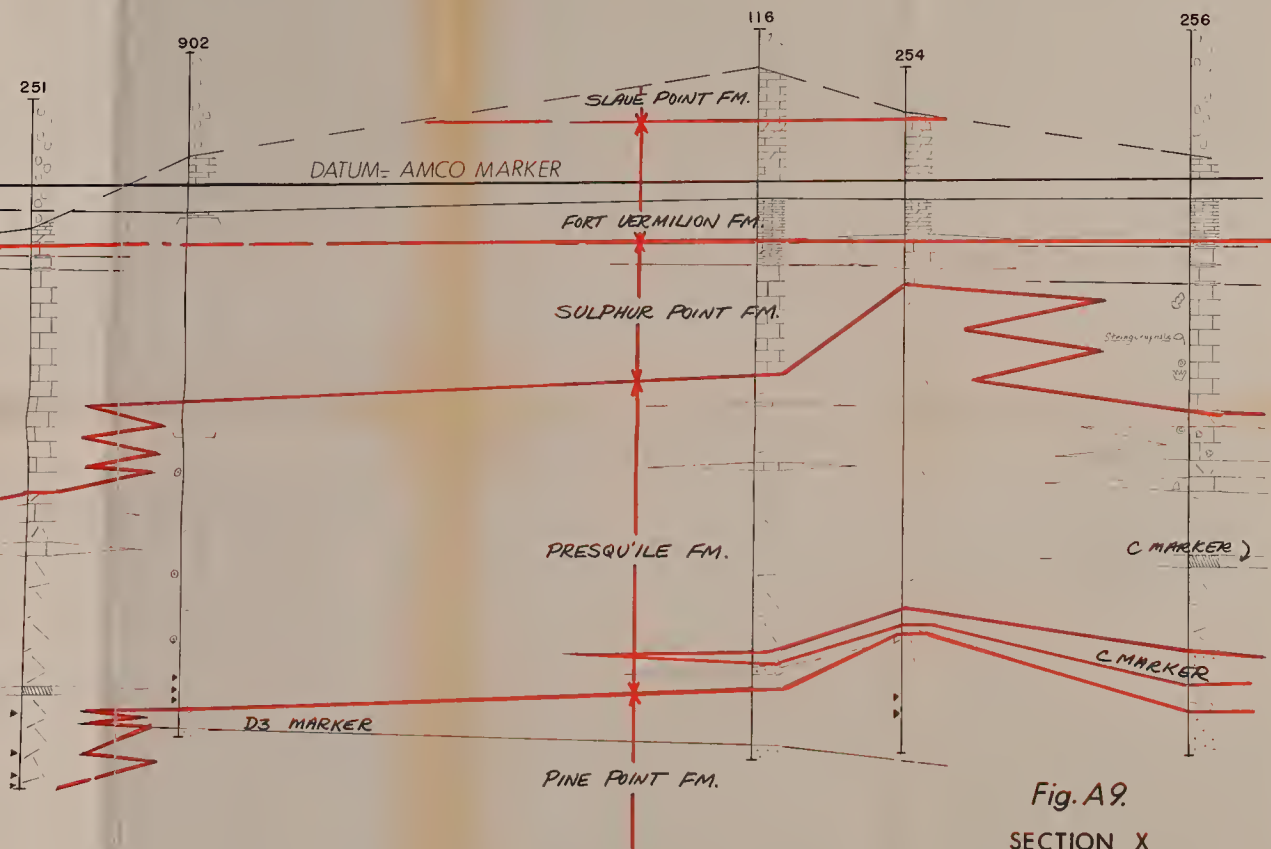 116
256
902
254
251
SLAVE POINT FM.
DATUM= AMCO MARKER
FORT VERMILION FM
SULPHUR POINT FM.
PRESQU'ILE FM.
C MARKER
C MARKER
D3 MARKER
PINE POINT FM.
Fig. A9.
SECTION X